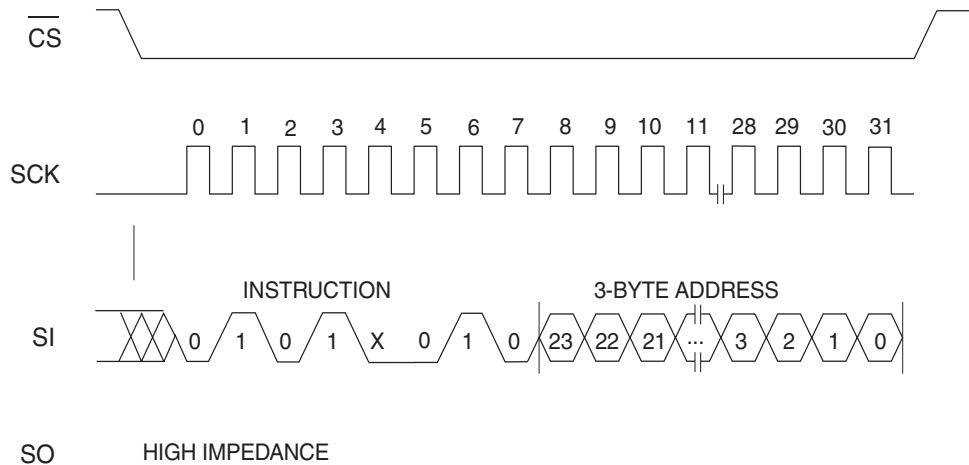 CS
0 1 2 3 4 5 6 7 8 9 10 11 28 29 30 31
SCK
INSTRUCTION 3-BYTE ADDRESS
SI 0 1 0 1 X 0 1 0 23 22 21 ... 3 2 1 0
SO HIGH IMPEDANCE